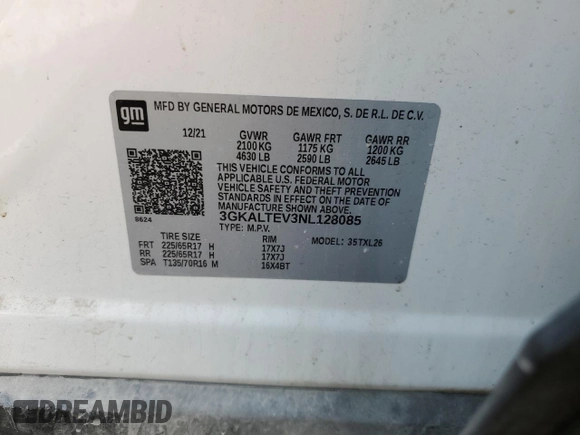 gm
MFD BY GENERAL MOTORS DE MEXICO, S. DE R.L. DE C.V.
12/21 GVWR GAWR FRT GAWR RR
2100 KG 1175 KG 1200 KG
4630 LB 2590 LB 2645 LB
THIS VEHICLE CONFORMS TO ALL
APPLICABLE U.S. FEDERAL MOTOR
VEHICLE SAFETY AND THEFT PREVENTION
STANDARDS IN EFFECT ON THE DATE OF
MANUFACTURE SHOWN ABOVE.
8624 3GKALTEV3NL128085
TYPE: M.P.V.
TIRE SIZE RIM MODEL: 35TXL26
FRT 225/65R17 H 17X7J
RR 225/65R17 H 17X7J
SPA T135/70R16 M 16X4BT
DREAMBID